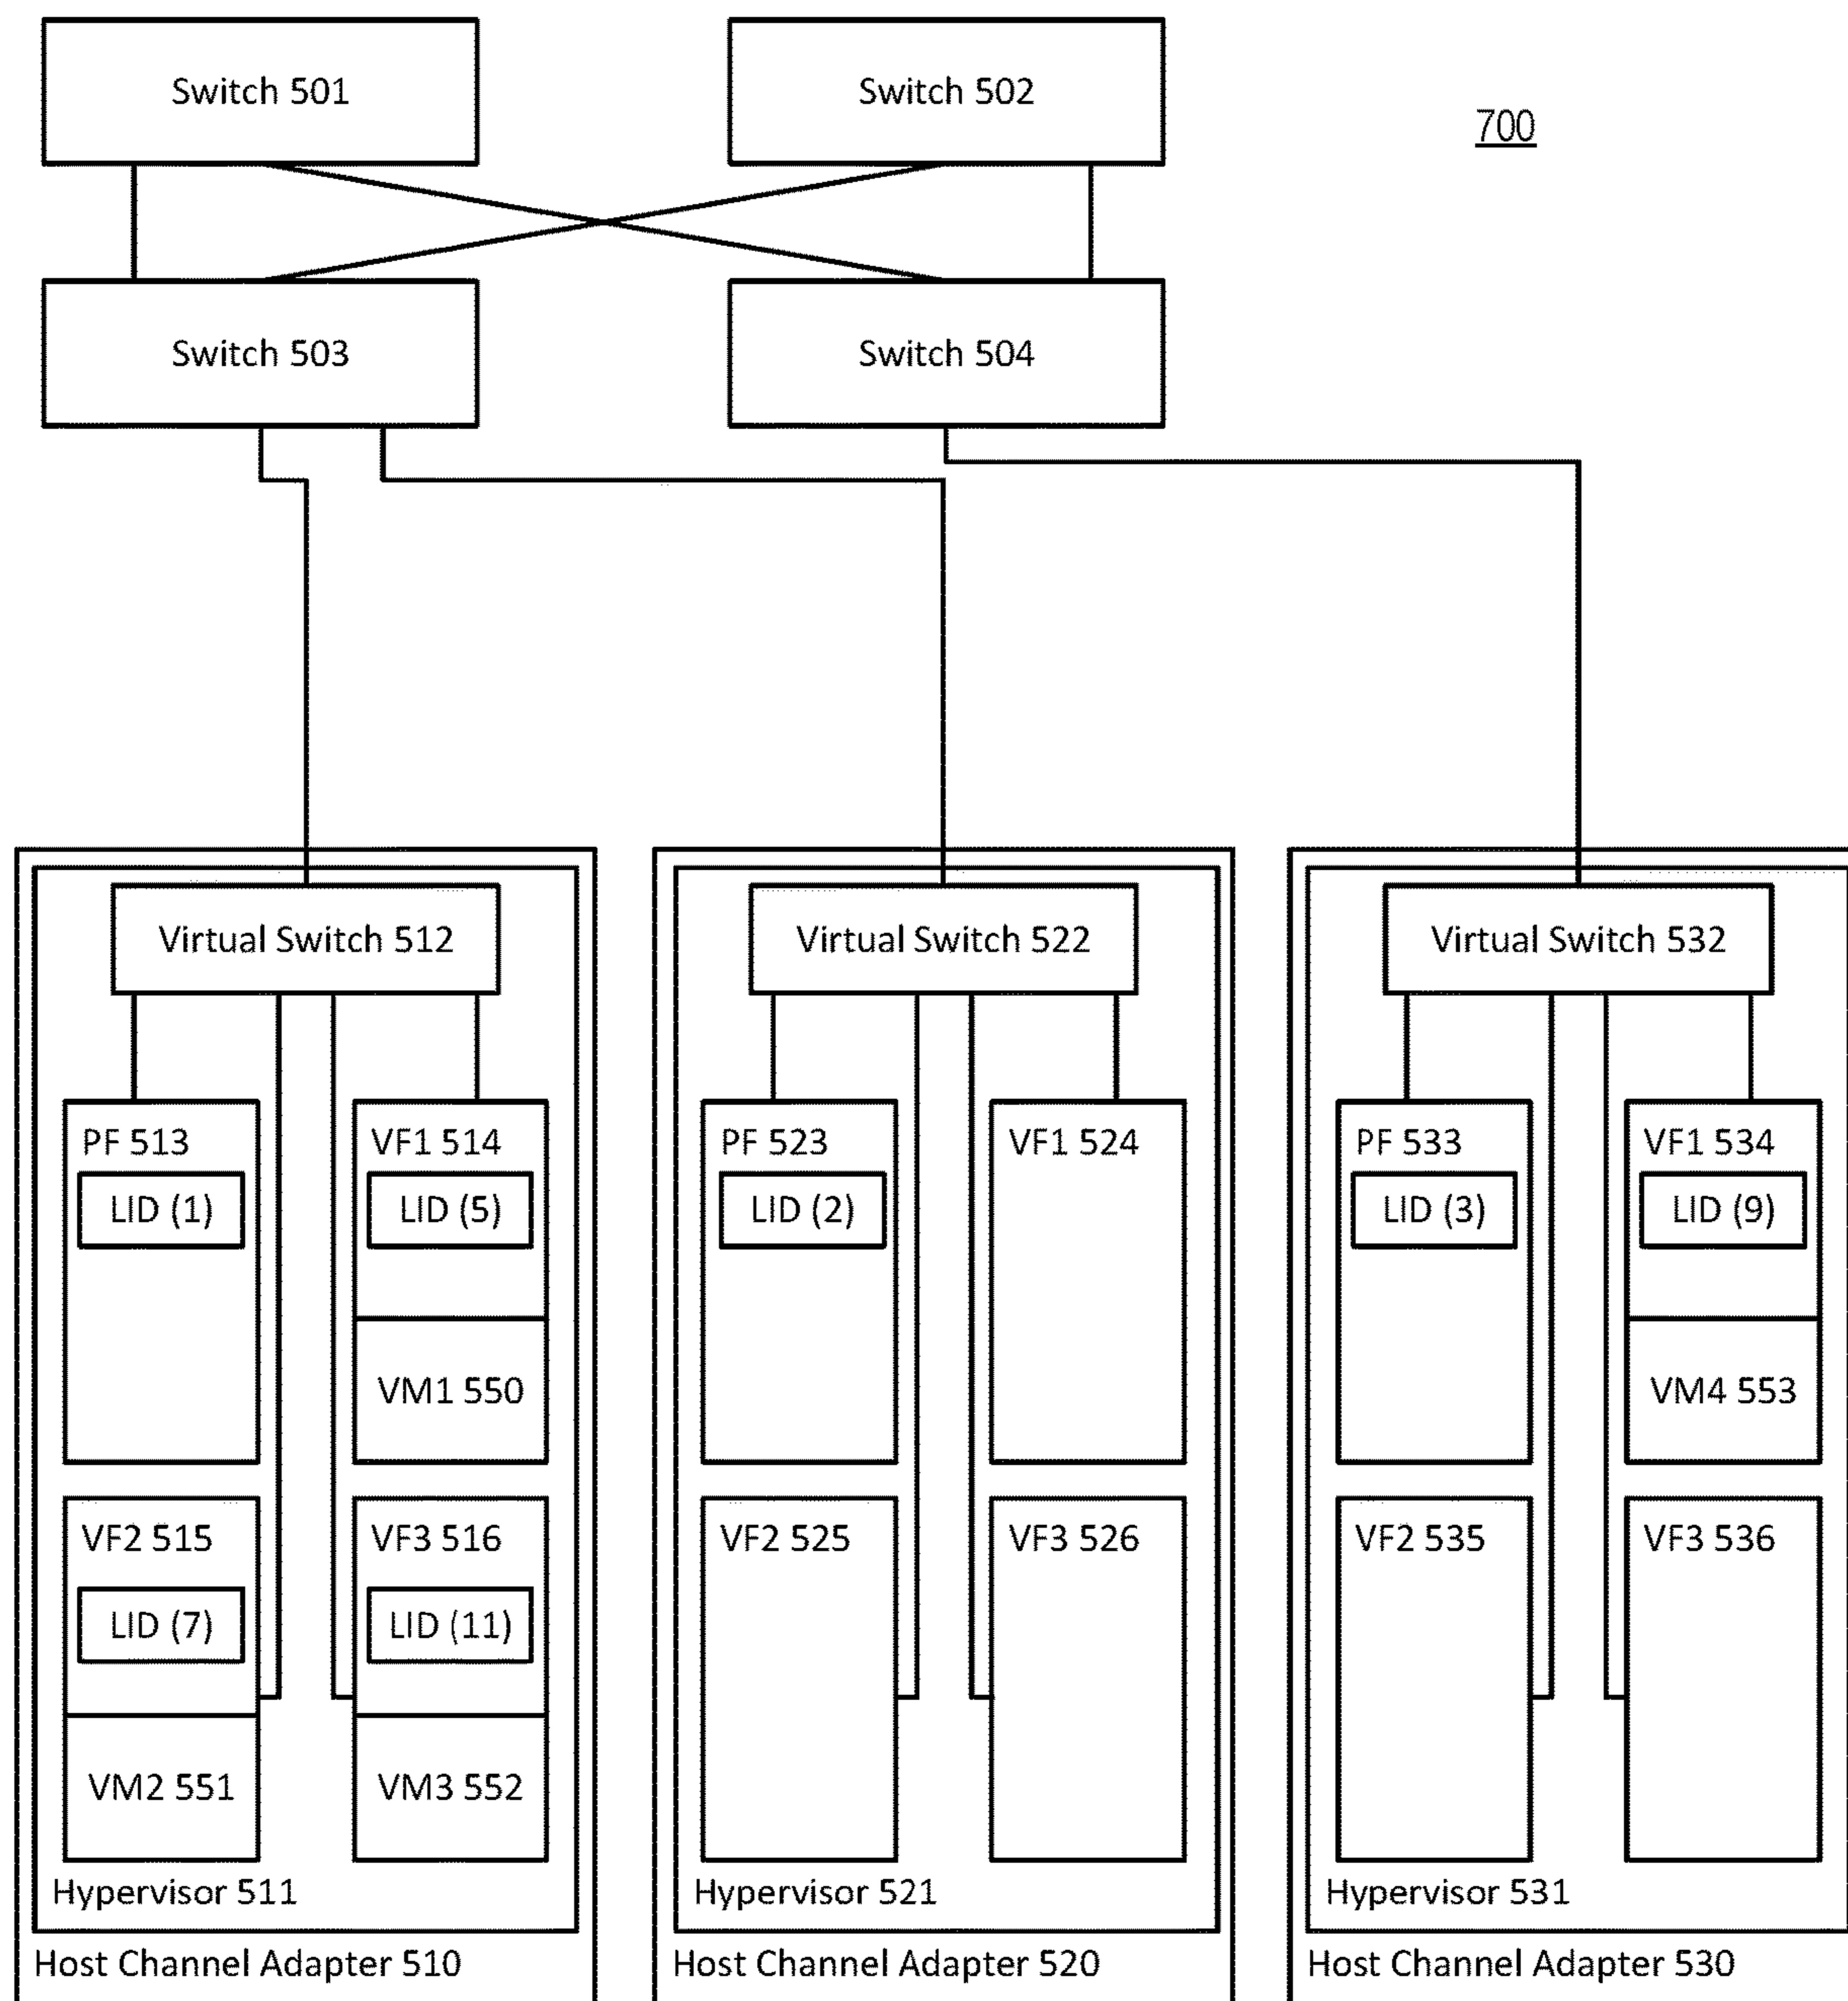 Switch 501
Switch 502
700
Switch 503
Switch 504
Virtual Switch 512
Virtual Switch 522
Virtual Switch 532
PF 513
LID (1)
VF1 514
LID (5)
VM1 550
VF2 515
LID (7)
VM2 551
VF3 516
LID (11)
VM3 552
Hypervisor 511
Host Channel Adapter 510
PF 523
LID (2)
VF1 524
VF2 525
VF3 526
Hypervisor 521
Host Channel Adapter 520
PF 533
LID (3)
VF1 534
LID (9)
VM4 553
VF2 535
VF3 536
Hypervisor 531
Host Channel Adapter 530